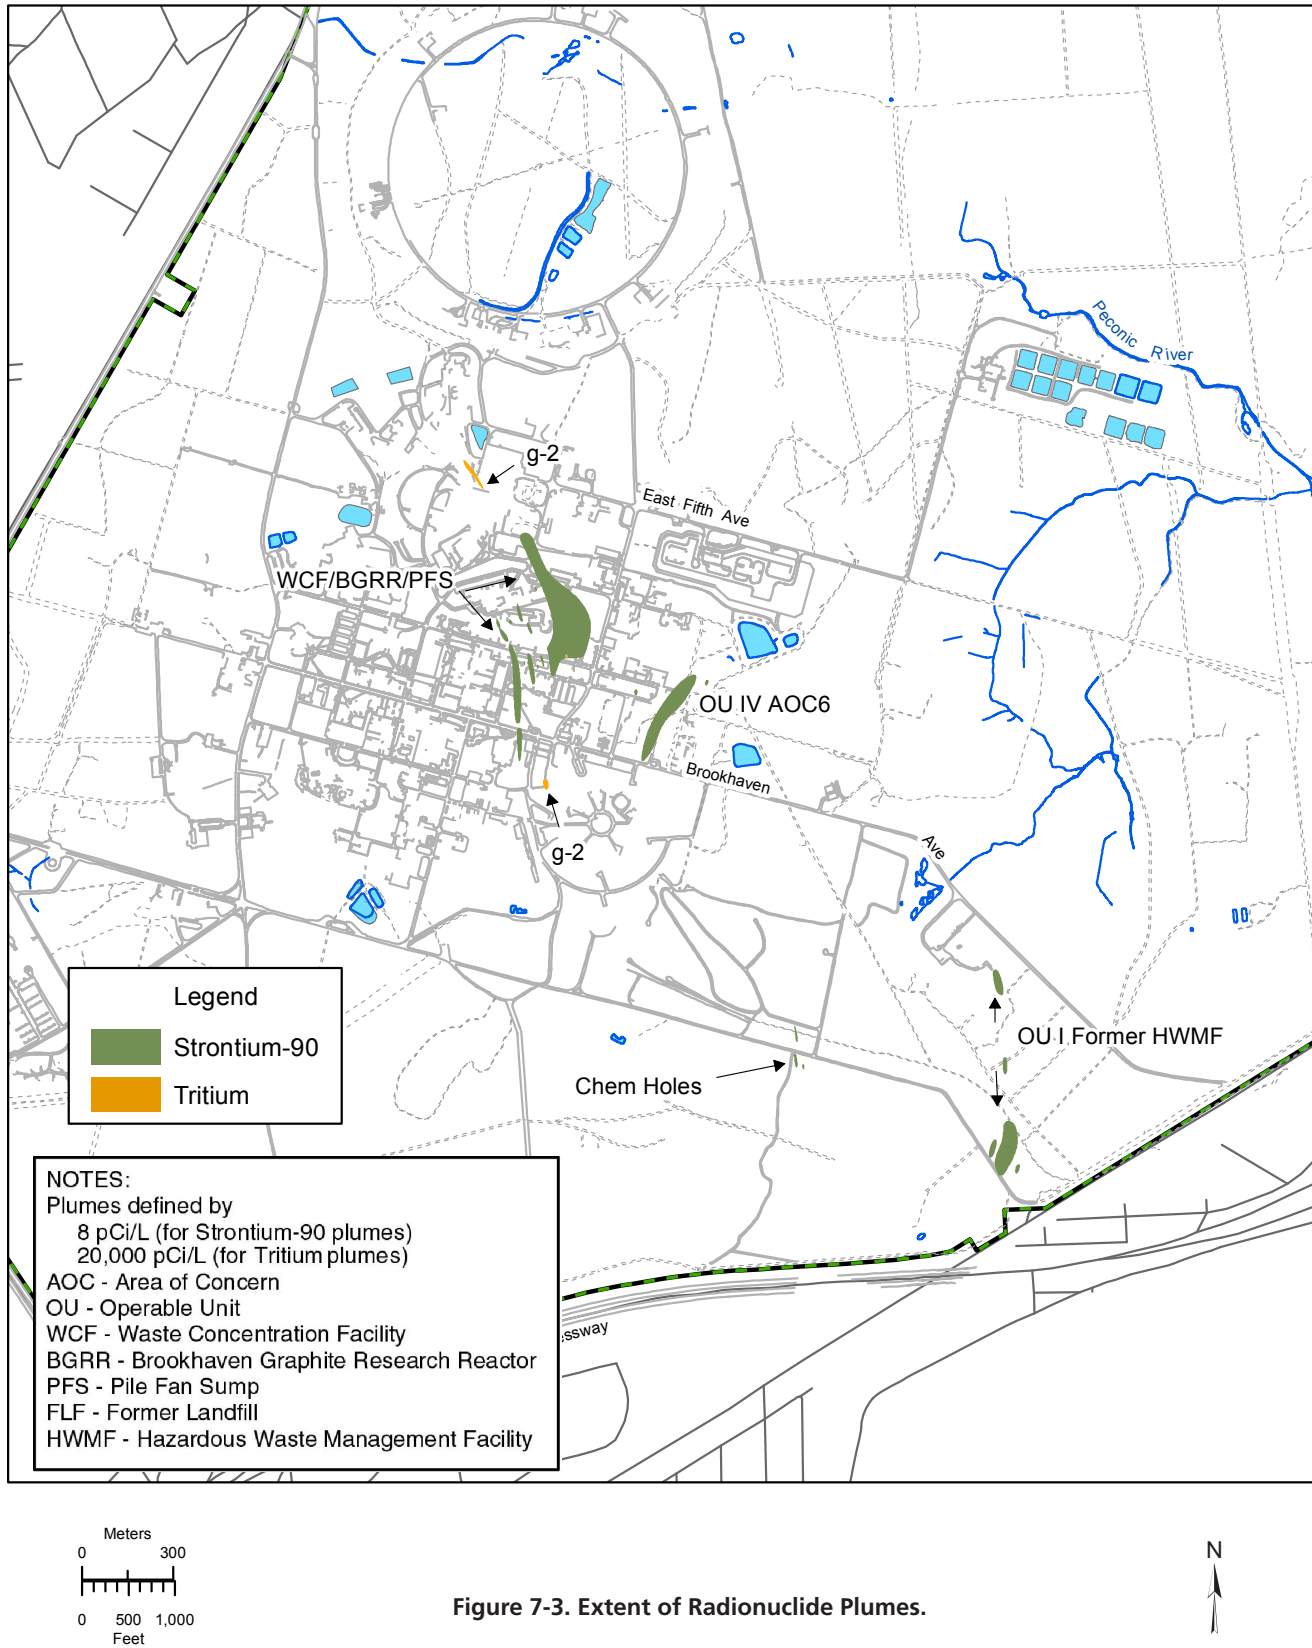 Peconic River
g-2
East Fifth Ave
WCF/BGRR/PFS
OU IV AOC6
Brookhaven
Ave
g-2
Legend
Strontium-90
Tritium
OU I Former HWMF
Chem Holes
NOTES:
Plumes defined by
8 pCi/L (for Strontium-90 plumes)
20,000 pCi/L (for Tritium plumes)
AOC - Area of Concern
OU - Operable Unit
WCF - Waste Concentration Facility
BGRR - Brookhaven Graphite Research Reactor
PFS - Pile Fan Sump
FLF - Former Landfill
HWMF - Hazardous Waste Management Facility
ssway
Meters
0 300
0 500 1,000
Feet
N
Figure 7-3. Extent of Radionuclide Plumes.